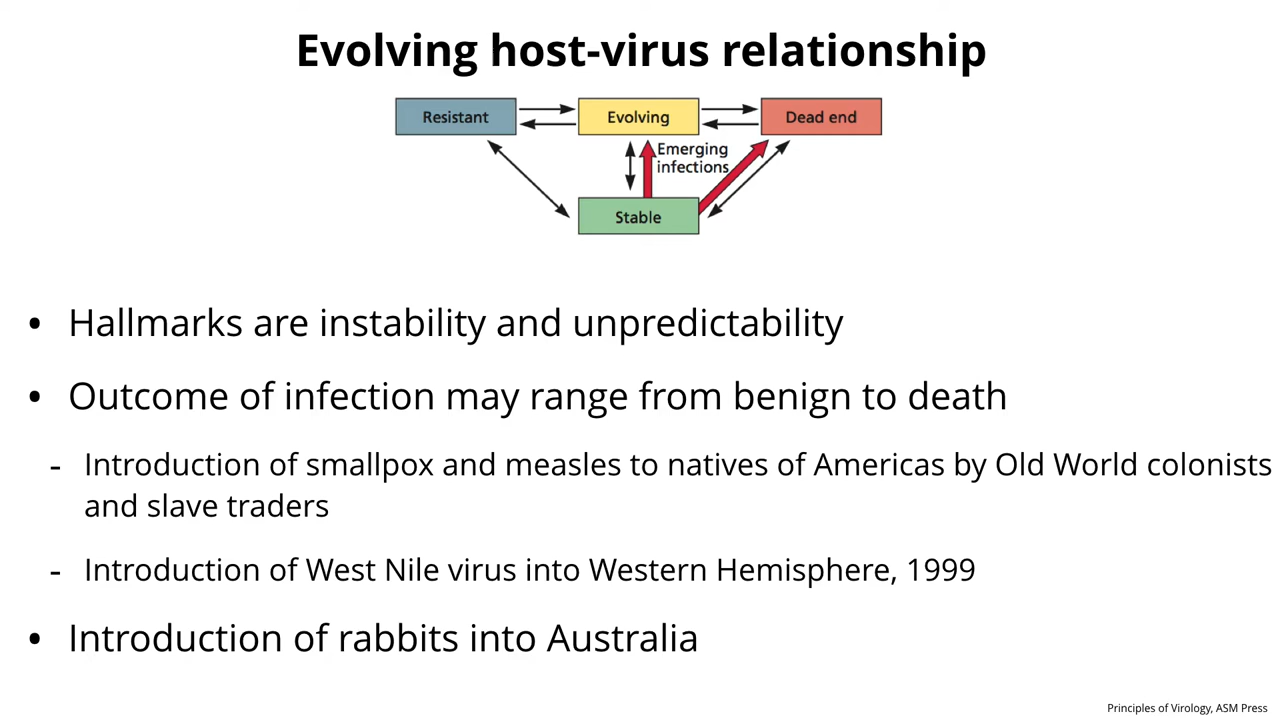 Evolving host-virus relationship
Resistant
Evolving
Dead end
Emerging
infections
Stable
• Hallmarks are instability and unpredictability
• Outcome of infection may range from benign to death
- Introduction of smallpox and measles to natives of Americas by Old World colonists
and slave traders
- Introduction of West Nile virus into Western Hemisphere, 1999
• Introduction of rabbits into Australia
Principles of Virology, ASM Press